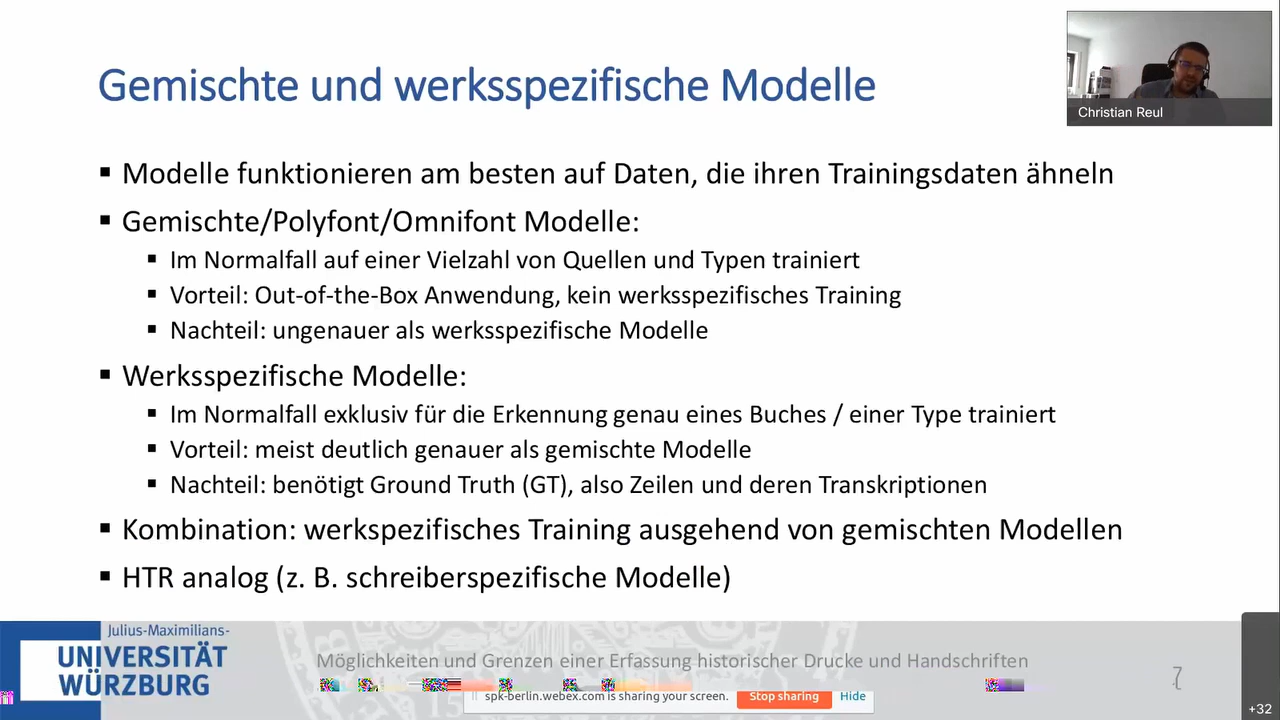 Gemischte und werksspezifische Modelle
Christian Reul
▪ Modelle funktionieren am besten auf Daten, die ihren Trainingsdaten ähneln
▪ Gemischte/Polyfont/Omnifont Modelle:
▪ Im Normalfall auf einer Vielzahl von Quellen und Typen trainiert
▪ Vorteil: Out-of-the-Box Anwendung, kein werksspezifisches Training
▪ Nachteil: ungenauer als werksspezifische Modelle
▪ Werksspezifische Modelle:
▪ Im Normalfall exklusiv für die Erkennung genau eines Buches / einer Type trainiert
▪ Vorteil: meist deutlich genauer als gemischte Modelle
▪ Nachteil: benötigt Ground Truth (GT), also Zeilen und deren Transkriptionen
▪ Kombination: werkspezifisches Training ausgehend von gemischten Modellen
▪ HTR analog (z. B. schreiberspezifische Modelle)
Julius-Maximilians-
UNIVERSITÄT
WÜRZBURG
Möglichkeiten und Grenzen einer Erfassung historischer Drucke und Handschriften
7
spk-berlin.webex.com is sharing your screen.
Stop sharing
Hide
+32